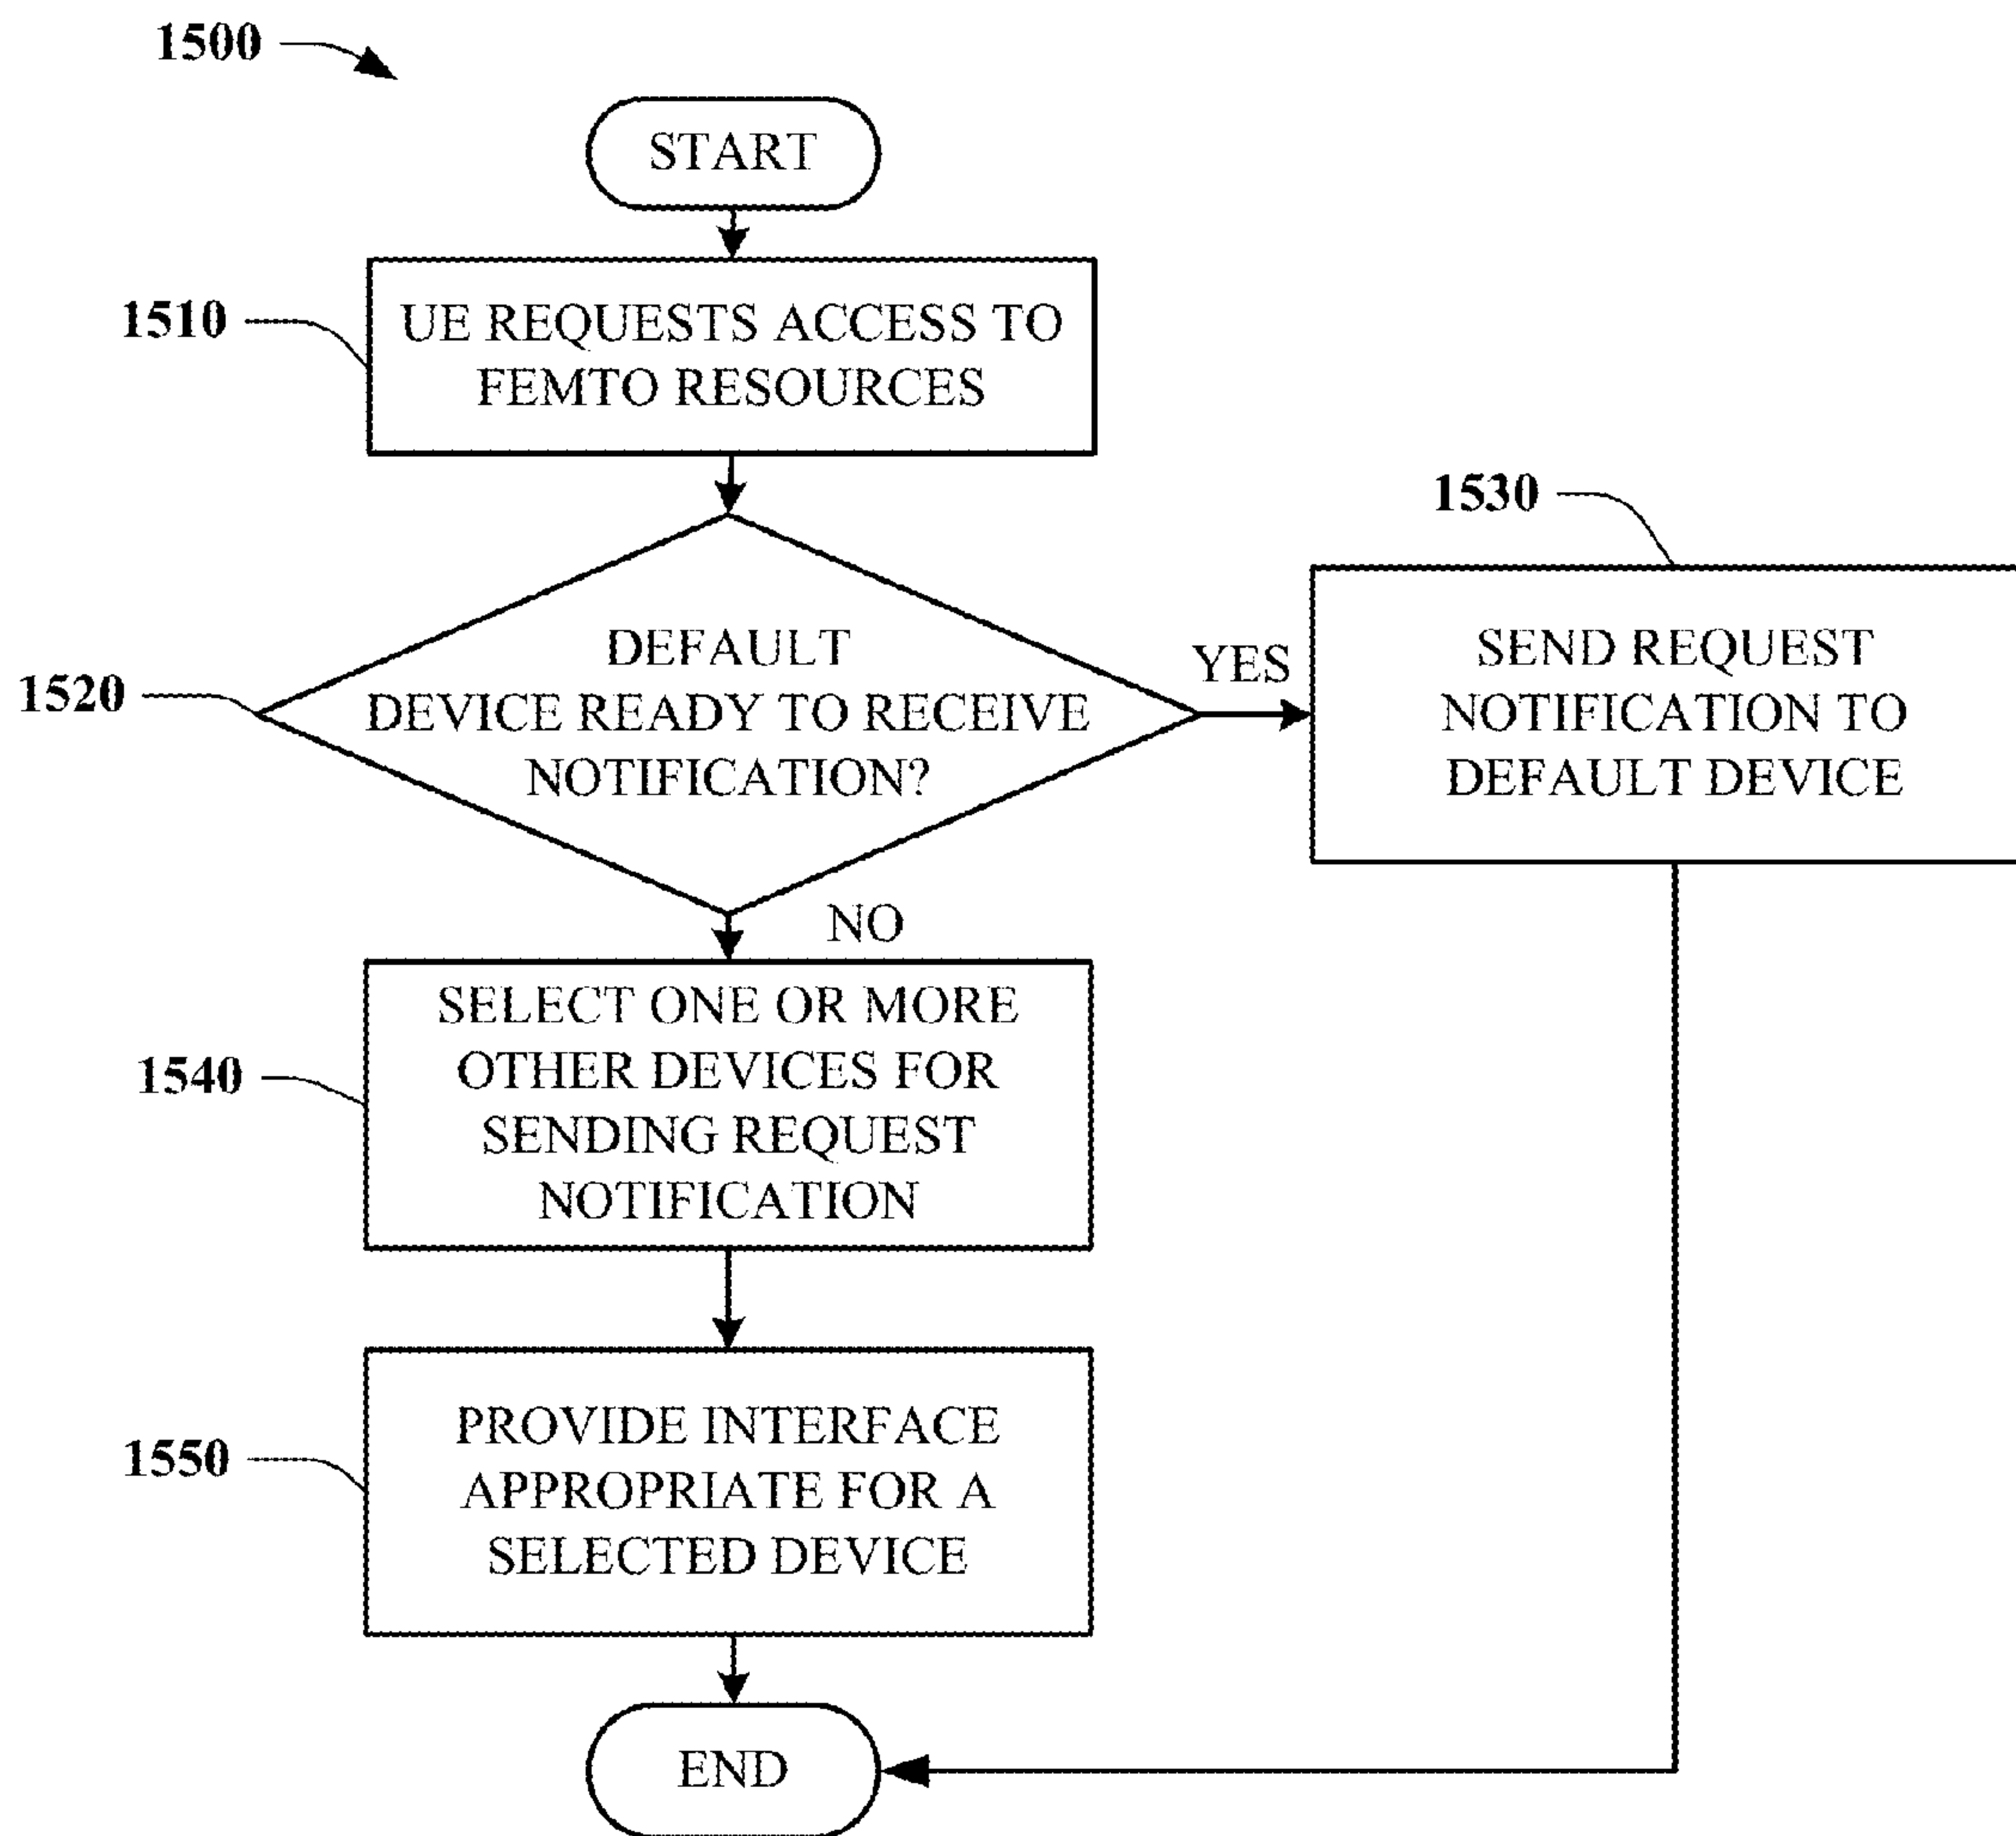 1500
START
1510
UE REQUESTS ACCESS TO
FEMTO RESOURCES
1520
DEFAULT
DEVICE READY TO RECEIVE
NOTIFICATION?
YES
1530
SEND REQUEST
NOTIFICATION TO
DEFAULT DEVICE
NO
1540
SELECT ONE OR MORE
OTHER DEVICES FOR
SENDING REQUEST
NOTIFICATION
1550
PROVIDE INTERFACE
APPROPRIATE FOR A
SELECTED DEVICE
END